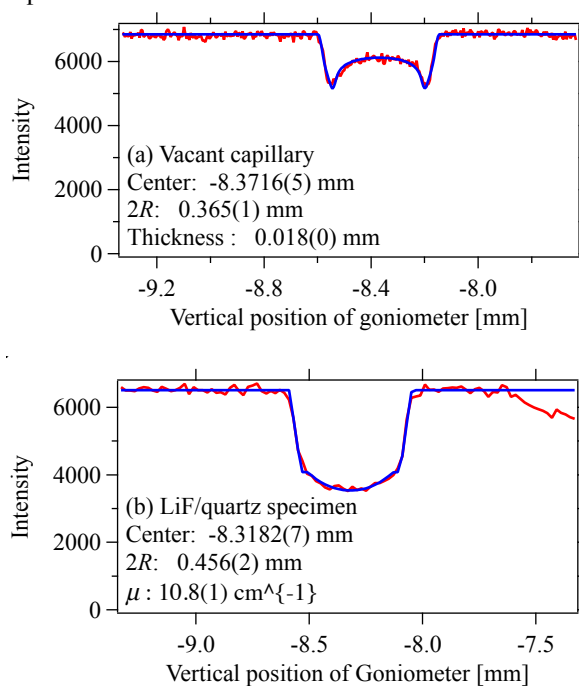 6000
4000
2000
0
Intensity
(a) Vacant capillary
Center: -8.3716(5) mm
2R: 0.365(1) mm
Thickness : 0.018(0) mm
-9.2 -8.8 -8.4 -8.0
Vertical position of goniometer [mm]
6000
4000
2000
0
Intensity
(b) LiF/quartz specimen
Center: -8.3182(7) mm
2R: 0.456(2) mm
μ : 10.8(1) cm^{-1}
-9.0 -8.5 -8.0 -7.5
Vertical position of Goniometer [mm]